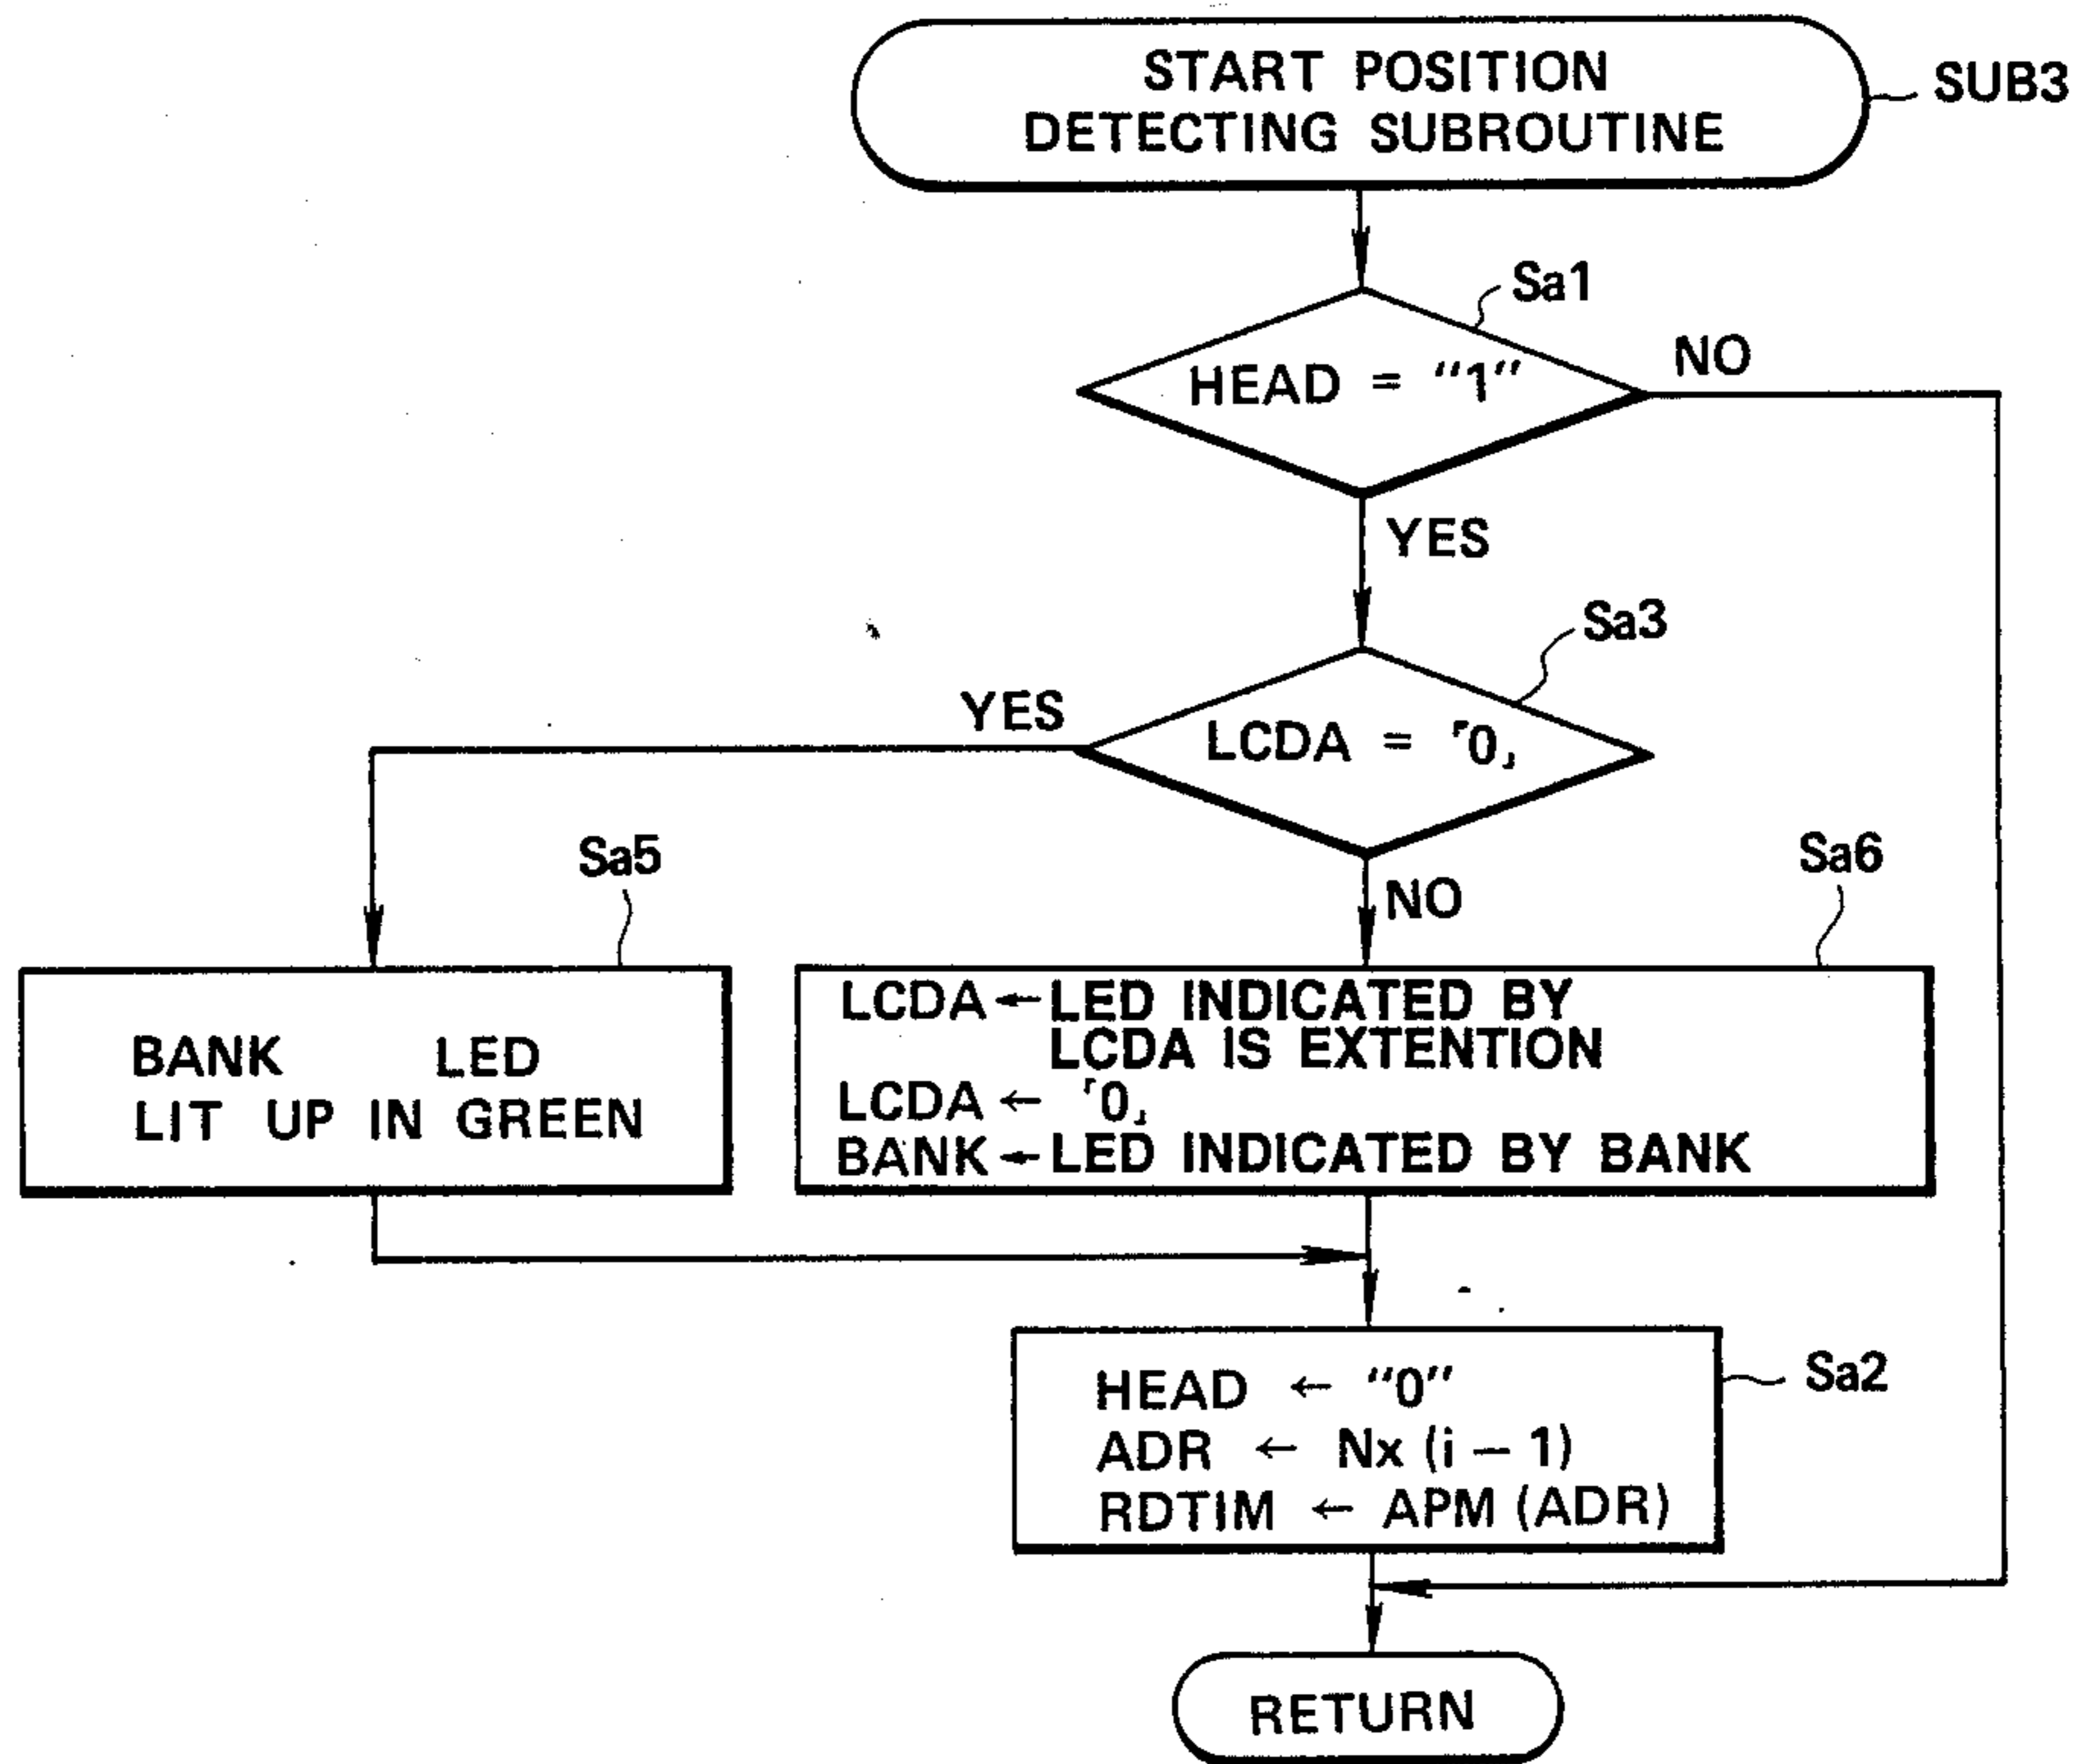 START POSITION
DETECTING SUBROUTINE
SUB3
Sa1
HEAD = "1"
NO
YES
Sa3
YES
LCDA = 「0」
NO
Sa5
Sa6
BANK LED
LIT UP IN GREEN
LCDA ← LED INDICATED BY
LCDA IS EXTENTION
LCDA ← 「0」
BANK ← LED INDICATED BY BANK
Sa2
HEAD ← "0"
ADR ← Nx (i – 1)
RDTIM ← APM (ADR)
RETURN